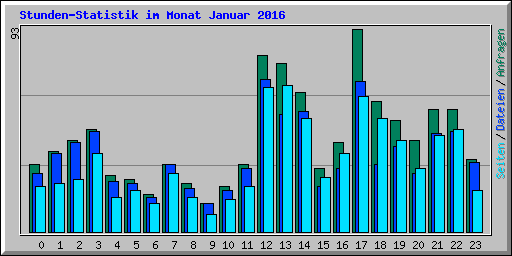 Stunden-Statistik im Monat Januar 2016
93
Seiten / Dateien / Anfragen
0 1 2 3 4 5 6 7 8 9 10 11 12 13 14 15 16 17 18 19 20 21 22 23